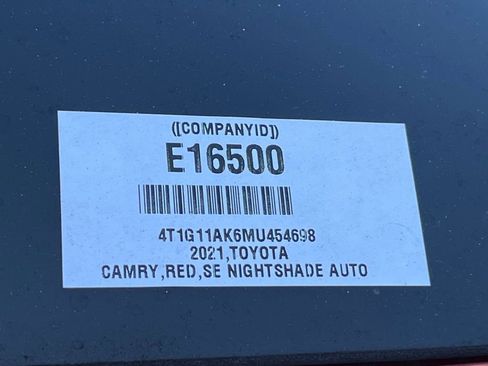 ([COMPANYID])
E16500
4T1G11AK6MU454698
2021,TOYOTA
CAMRY,RED,SE NIGHTSHADE AUTO